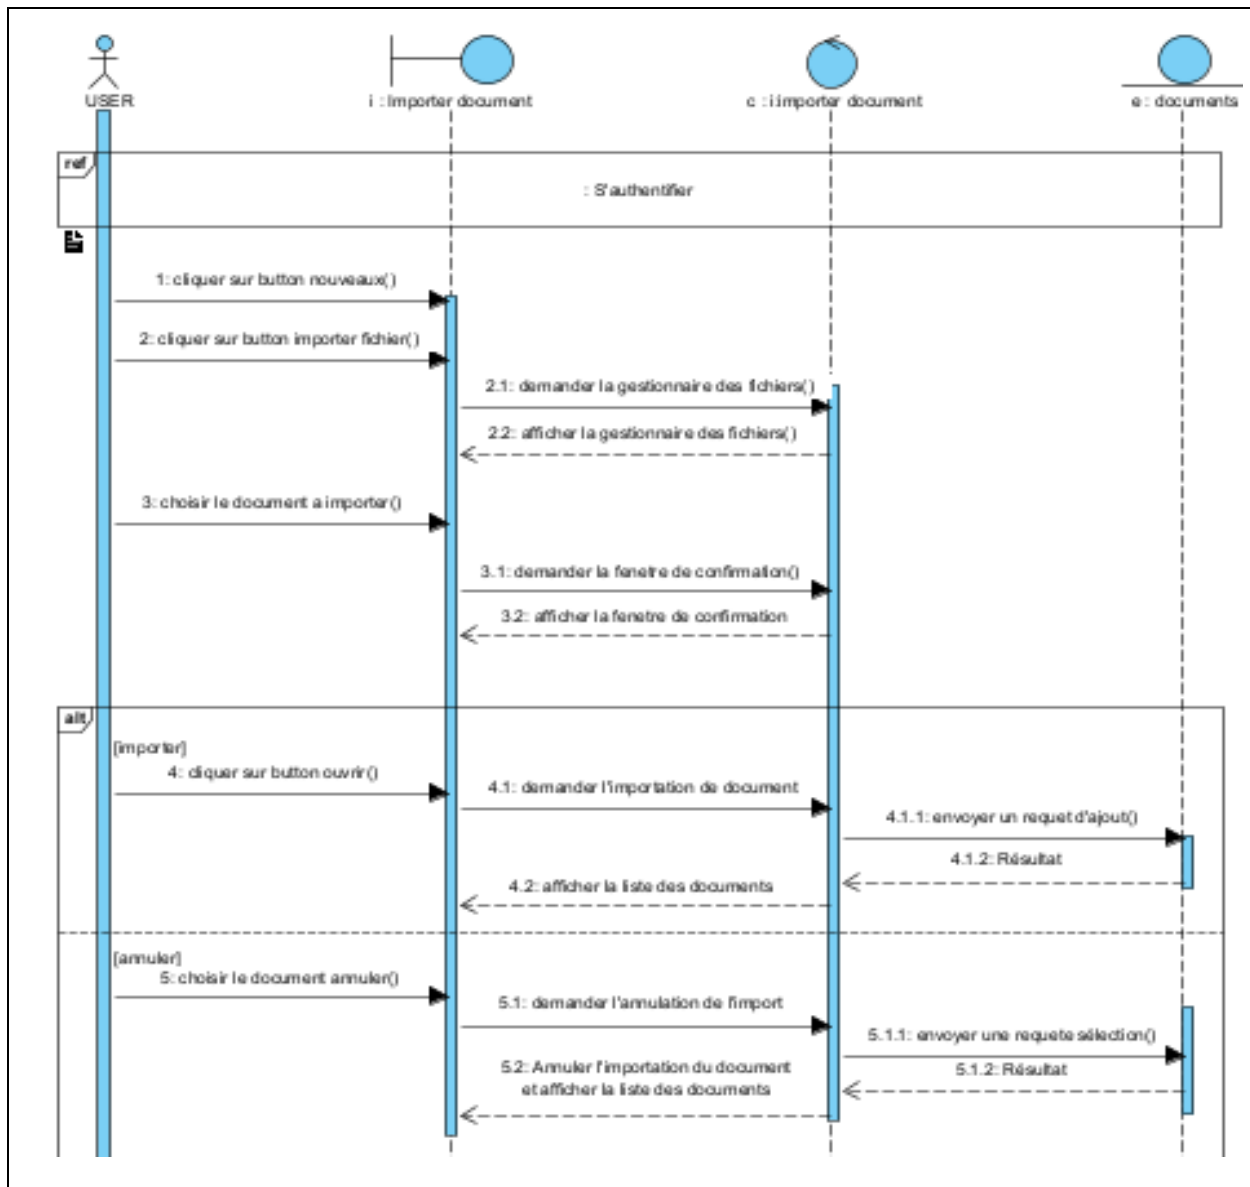 USER
i : Importer document
c : i.importer document
e : documents
ref
: S'authentifier
1: cliquer sur button nouveaux()
2: cliquer sur button importer fichier()
2.1: demander la gestionnaire des fichiers()
2.2: afficher la gestionnaire des fichiers()
3: choisir le document a importer()
3.1: demander la fenetre de confirmation()
3.2: afficher la fenetre de confirmation
alt
[importer]
4: cliquer sur button ouvrir()
4.1: demander l'importation de document
4.1.1: envoyer un requet d'ajout()
4.1.2: Résultat
4.2: afficher la liste des documents
[annuler]
5: choisir le document annuler()
5.1: demander l'annulation de l'import
5.1.1: envoyer une requete sélection()
5.1.2: Résultat
5.2: Annuler l'importation du document
et afficher la liste des documents